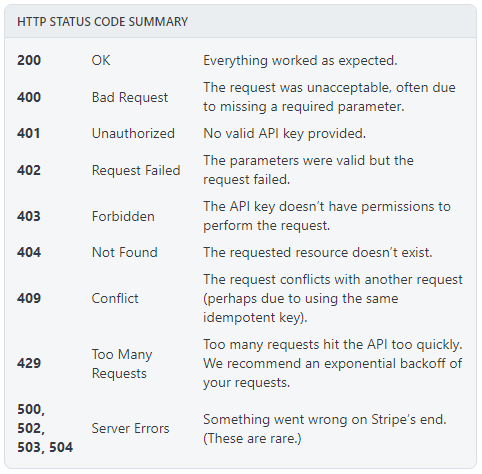 HTTP STATUS CODE SUMMARY
200 OK Everything worked as expected.
400 Bad Request The request was unacceptable, often due
to missing a required parameter.
401 Unauthorized No valid API key provided.
402 Request Failed The parameters were valid but the
request failed.
403 Forbidden The API key doesn’t have permissions to
perform the request.
404 Not Found The requested resource doesn’t exist.
409 Conflict The request conflicts with another request
(perhaps due to using the same
idempotent key).
429 Too Many
Requests Too many requests hit the API too quickly.
We recommend an exponential backoff of
your requests.
500,
502,
503, 504 Server Errors Something went wrong on Stripe’s end.
(These are rare.)